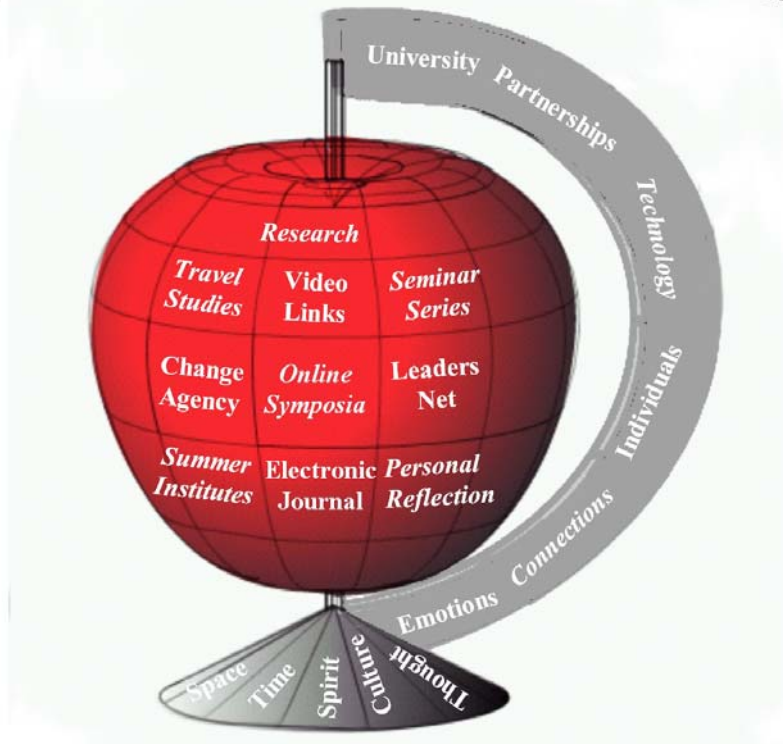 University Partnerships
Technology
Individuals
Connections
Emotions
Research
Travel
Studies
Video
Links
Seminar
Series
Change
Agency
Online
Symposia
Leaders
Net
Summer
Institutes
Electronic
Journal
Personal
Reflection
Space
Time
Spirit
Culture
Thought